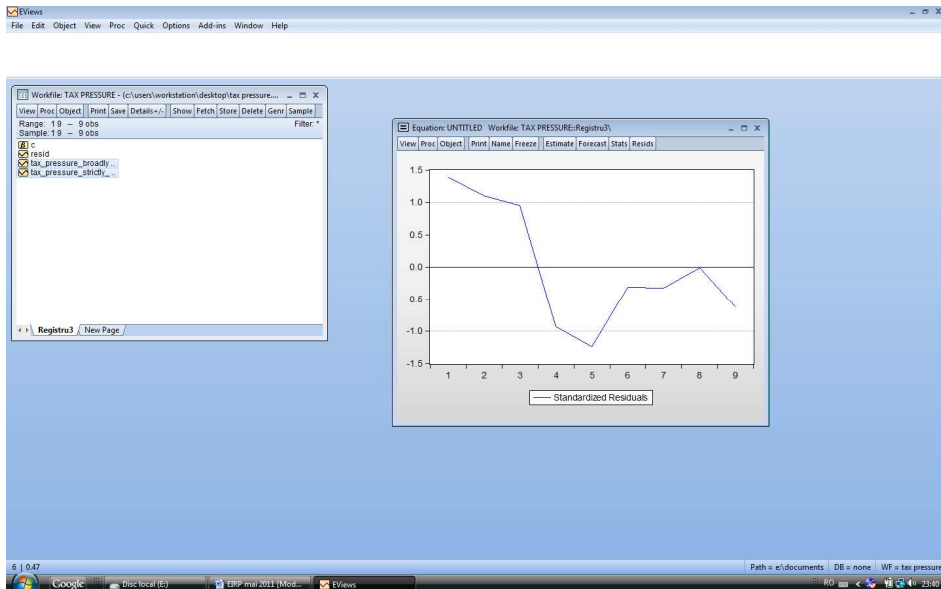 EViews
File Edit Object View Proc Quick Options Add-ins Window Help
Workfile: TAX PRESSURE - (c:\users\workstation\desktop\tax pressure....
View Proc Object Print Save Details+/- Show Fetch Store Delete Genr Sample
Range: 1 9 -- 9 obs Filter: *
Sample: 1 9 -- 9 obs
c
resid
tax_pressure_broadly_..
tax_pressure_strictly_..
Registru3 New Page
Equation: UNTITLED Workfile: TAX PRESSURE::Registru3\
View Proc Object Print Name Freeze Estimate Forecast Stats Resids
1.5
1.0
0.5
0.0
0.6
-1.0
-1.5
1 2 3 4 5 6 7 8 9
Standardized Residuals
6 | 0.47 Path = e:\documents DB = none WF = tax pressure
Google Disc local (E:) EIRP mai 2011 [Mod... EViews RO 23:40